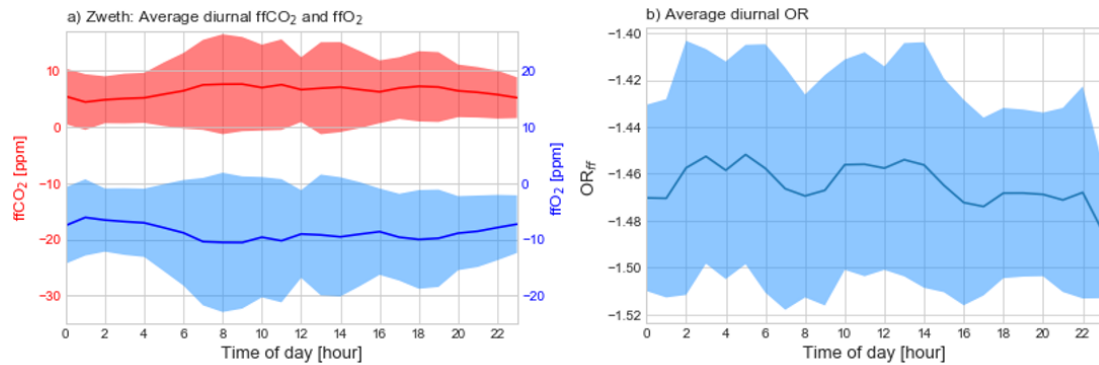 a) Zweth: Average diurnal ffCO₂ and ffO₂
10
0
−10
−20
−30
ffCO₂ [ppm]
20
10
0
−10
−20
ffO₂ [ppm]
0 2 4 6 8 10 12 14 16 18 20 22
Time of day [hour]
b) Average diurnal OR
−1.40
−1.42
−1.44
−1.46
−1.48
−1.50
−1.52
ORff
0 2 4 6 8 10 12 14 16 18 20 22
Time of day [hour]